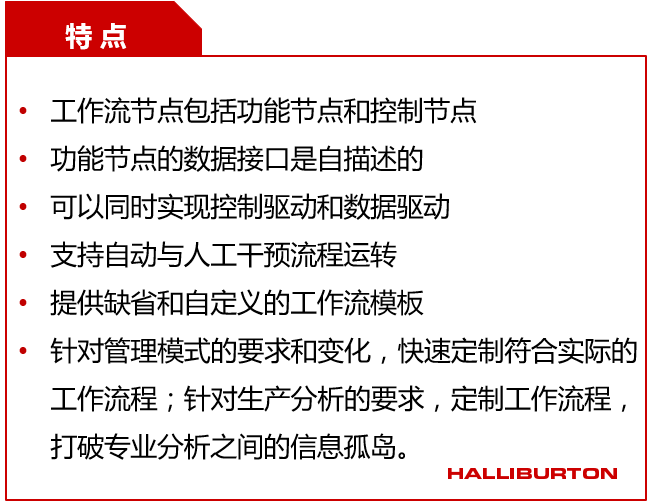 特点
• 工作流节点包括功能节点和控制节点
• 功能节点的数据接口是自描述的
• 可以同时实现控制驱动和数据驱动
• 支持自动与人工干预流程运转
• 提供缺省和自定义的工作流模板
• 针对管理模式的要求和变化，快速定制符合实际的
工作流程；针对生产分析的要求，定制工作流程，
打破专业分析之间的信息孤岛。
HALLIBURTON